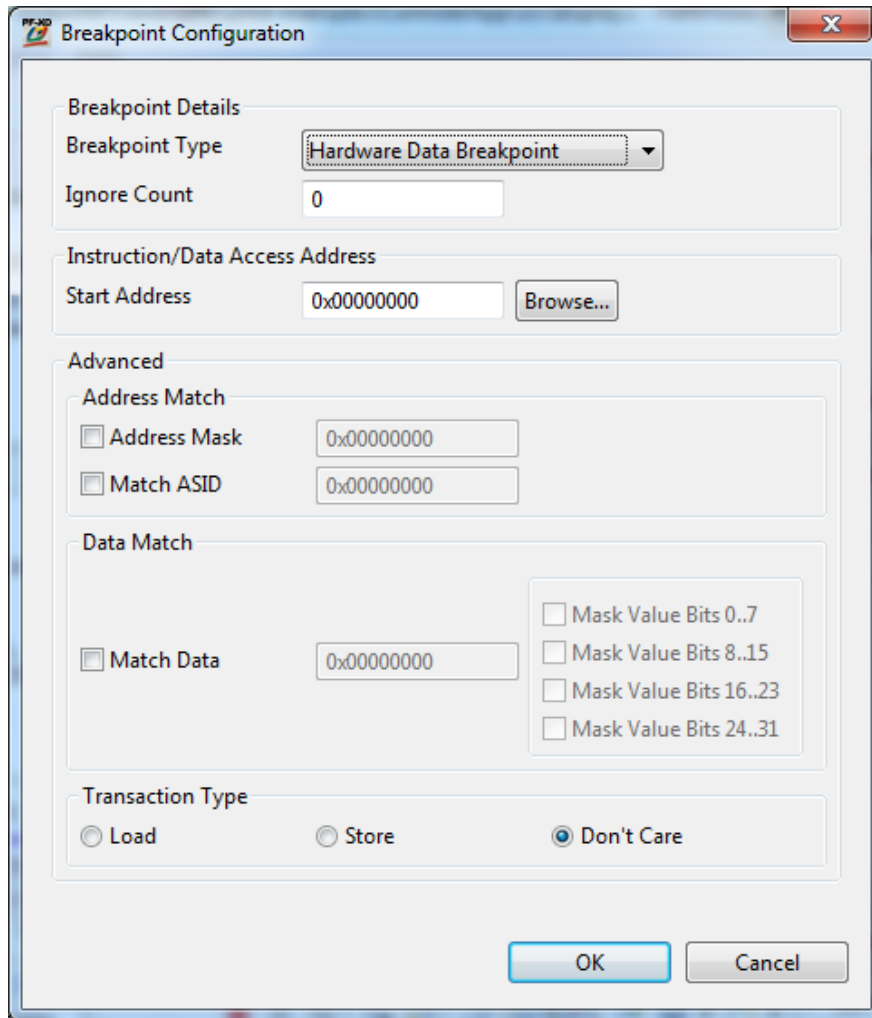 PF-XD
Breakpoint Configuration
Breakpoint Details
Breakpoint Type Hardware Data Breakpoint
Ignore Count 0
Instruction/Data Access Address
Start Address 0x00000000 Browse...
Advanced
Address Match
Address Mask 0x00000000
Match ASID 0x00000000
Data Match
Mask Value Bits 0..7
Match Data 0x00000000 Mask Value Bits 8..15
Mask Value Bits 16..23
Mask Value Bits 24..31
Transaction Type
Load Store Don't Care
OK Cancel